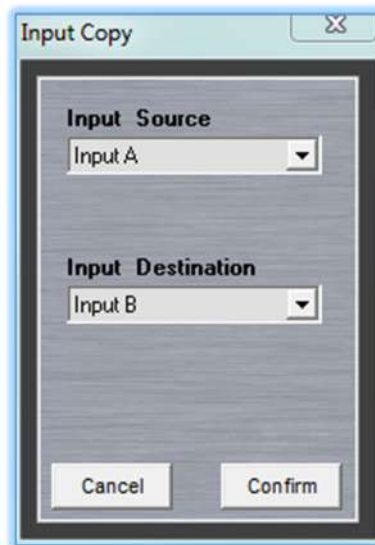 Input Copy
Input Source
Input A
Input Destination
Input B
Cancel
Confirm